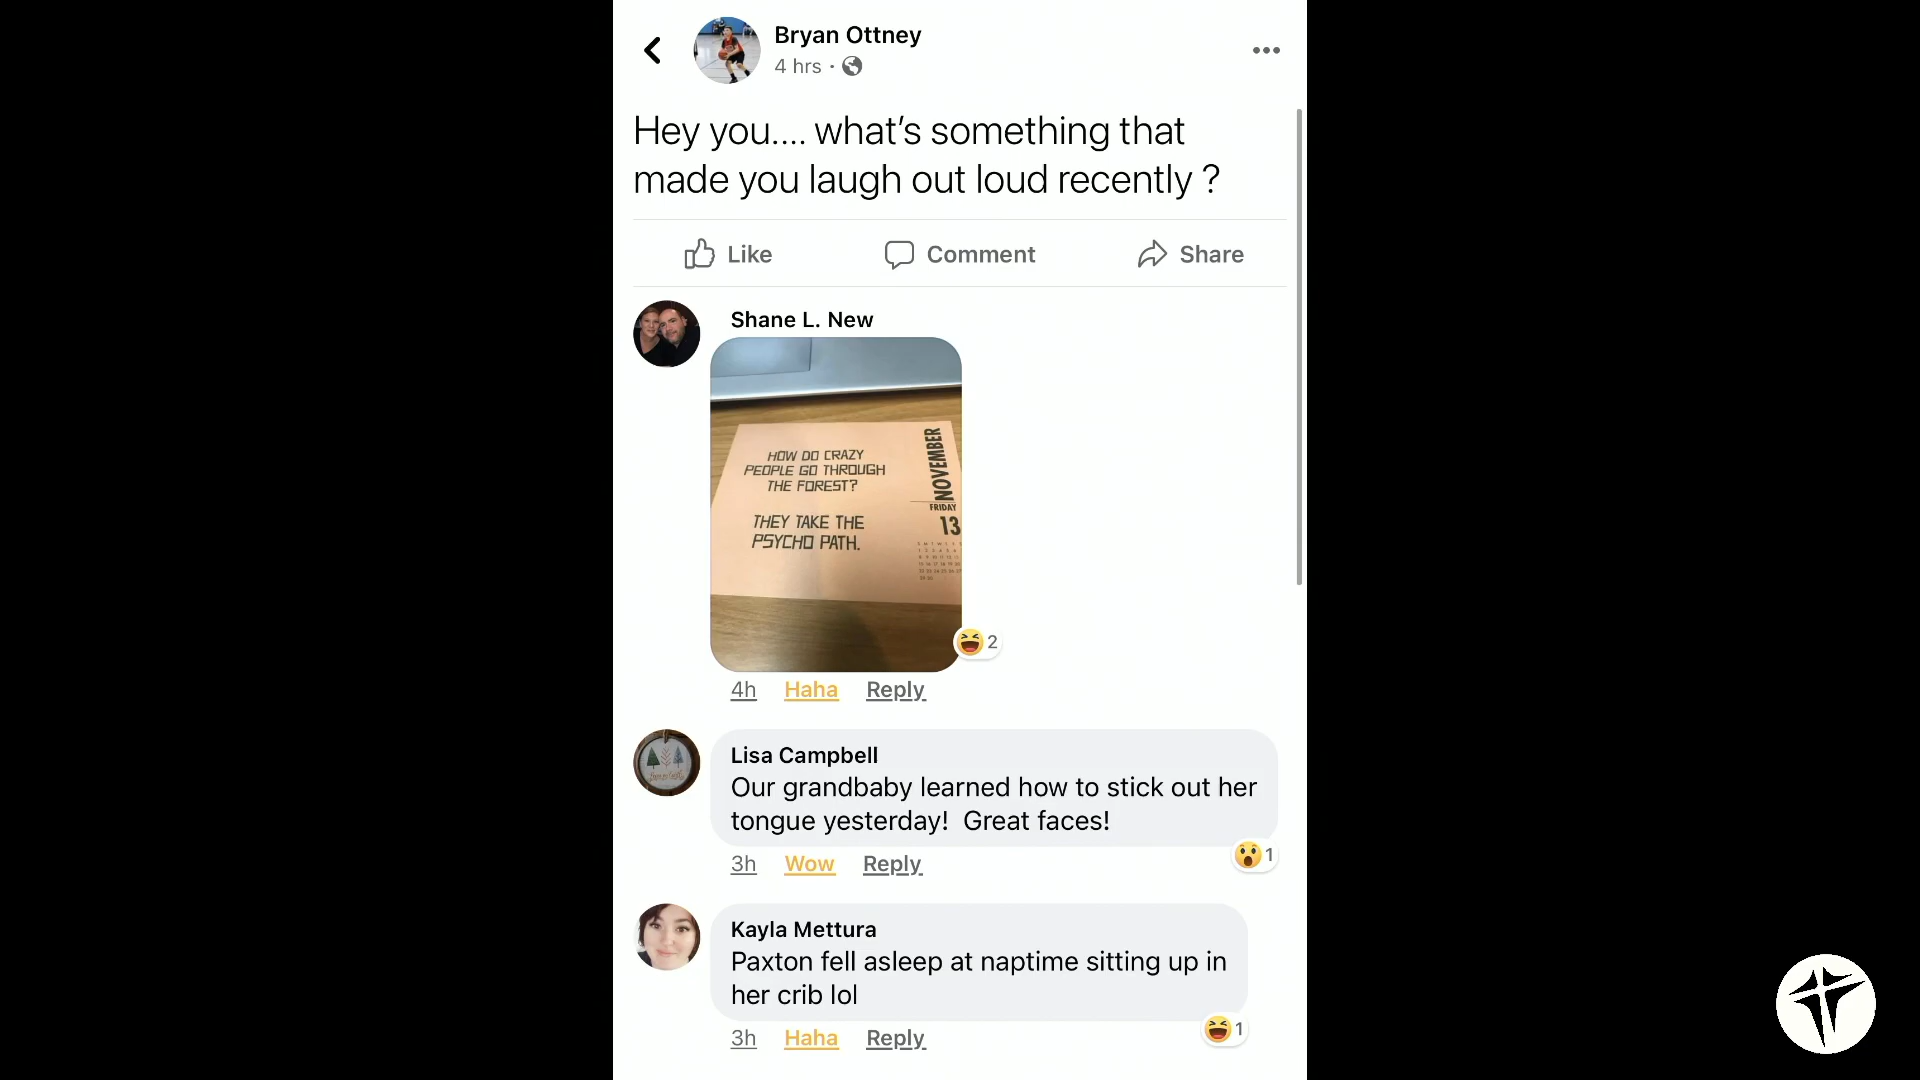 Bryan Ottney
4 hrs ·
Hey you.... what's something that
made you laugh out loud recently ?
Like
Comment
Share
Shane L. New
HOW DO CRAZY
PEOPLE GO THROUGH
THE FOREST?
THEY TAKE THE
PSYCHO PATH.
NOVEMBER
FRIDAY
13
2
4h Haha Reply
Lisa Campbell
Our grandbaby learned how to stick out her
tongue yesterday!  Great faces!
1
3h Wow Reply
Kayla Mettura
Paxton fell asleep at naptime sitting up in
her crib lol
1
3h Haha Reply